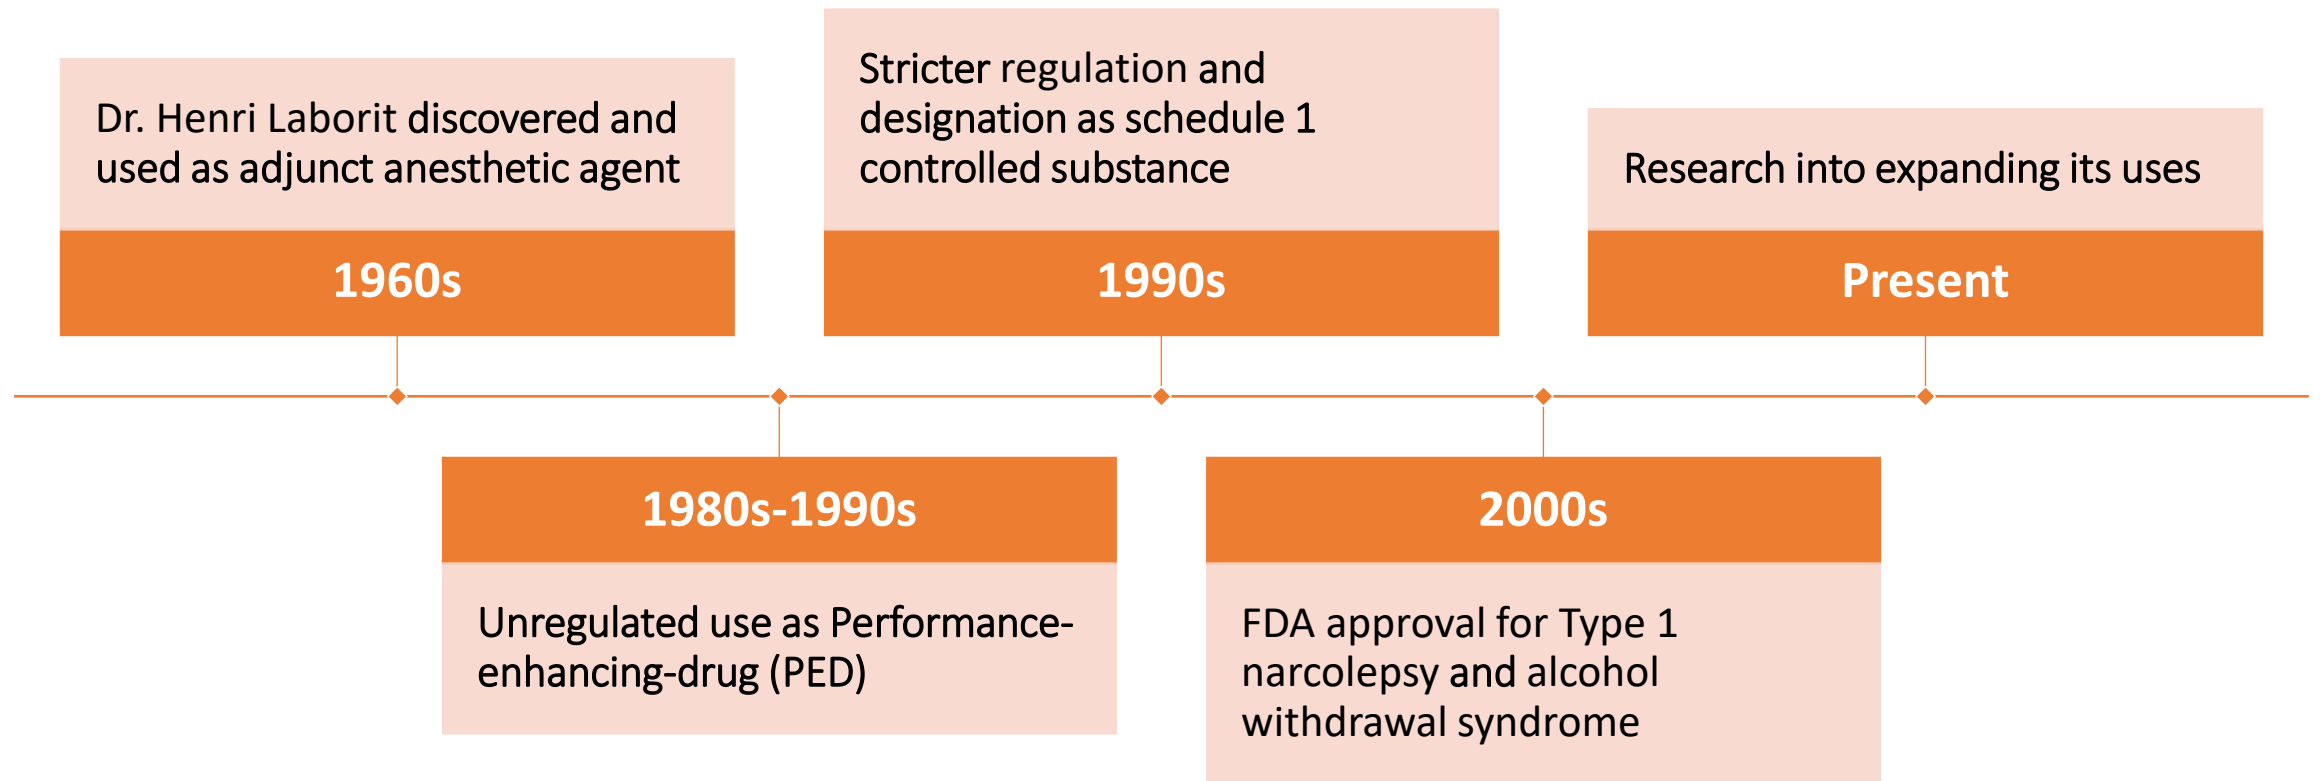 Dr. Henri Laborit discovered and
used as adjunct anesthetic agent
1960s
Unregulated use as Performance-
enhancing-drug (PED)
1980s-1990s
Stricter regulation and
designation as schedule 1
controlled substance
1990s
FDA approval for Type 1
narcolepsy and alcohol
withdrawal syndrome
2000s
Research into expanding its uses
Present